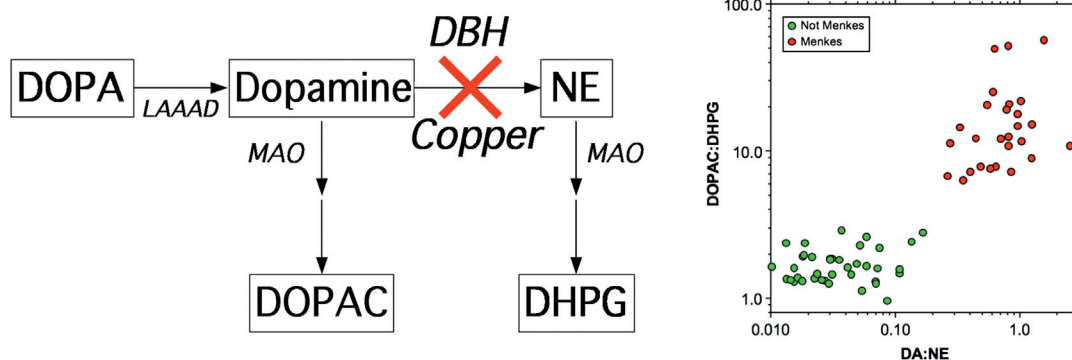 DBH
DOPA
Dopamine
NE
LAAAD
Copper
MAO
MAO
DOPAC
DHPG
Not Menkes
Menkes
100.0
10.0
1.0
DOPAC:DHPG
0.010
0.10
1.0
DA:NE